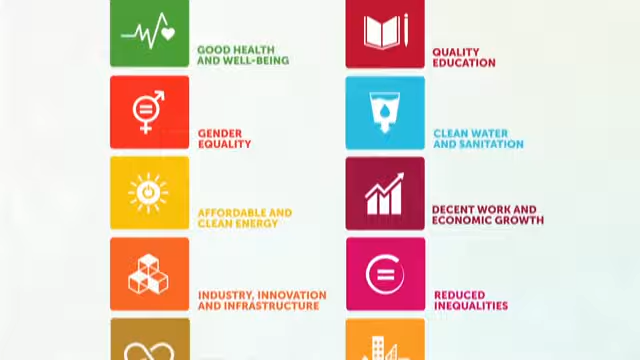 GOOD HEALTH
AND WELL-BEING
QUALITY
EDUCATION
GENDER
EQUALITY
CLEAN WATER
AND SANITATION
AFFORDABLE AND
CLEAN ENERGY
DECENT WORK AND
ECONOMIC GROWTH
INDUSTRY, INNOVATION
AND INFRASTRUCTURE
REDUCED
INEQUALITIES